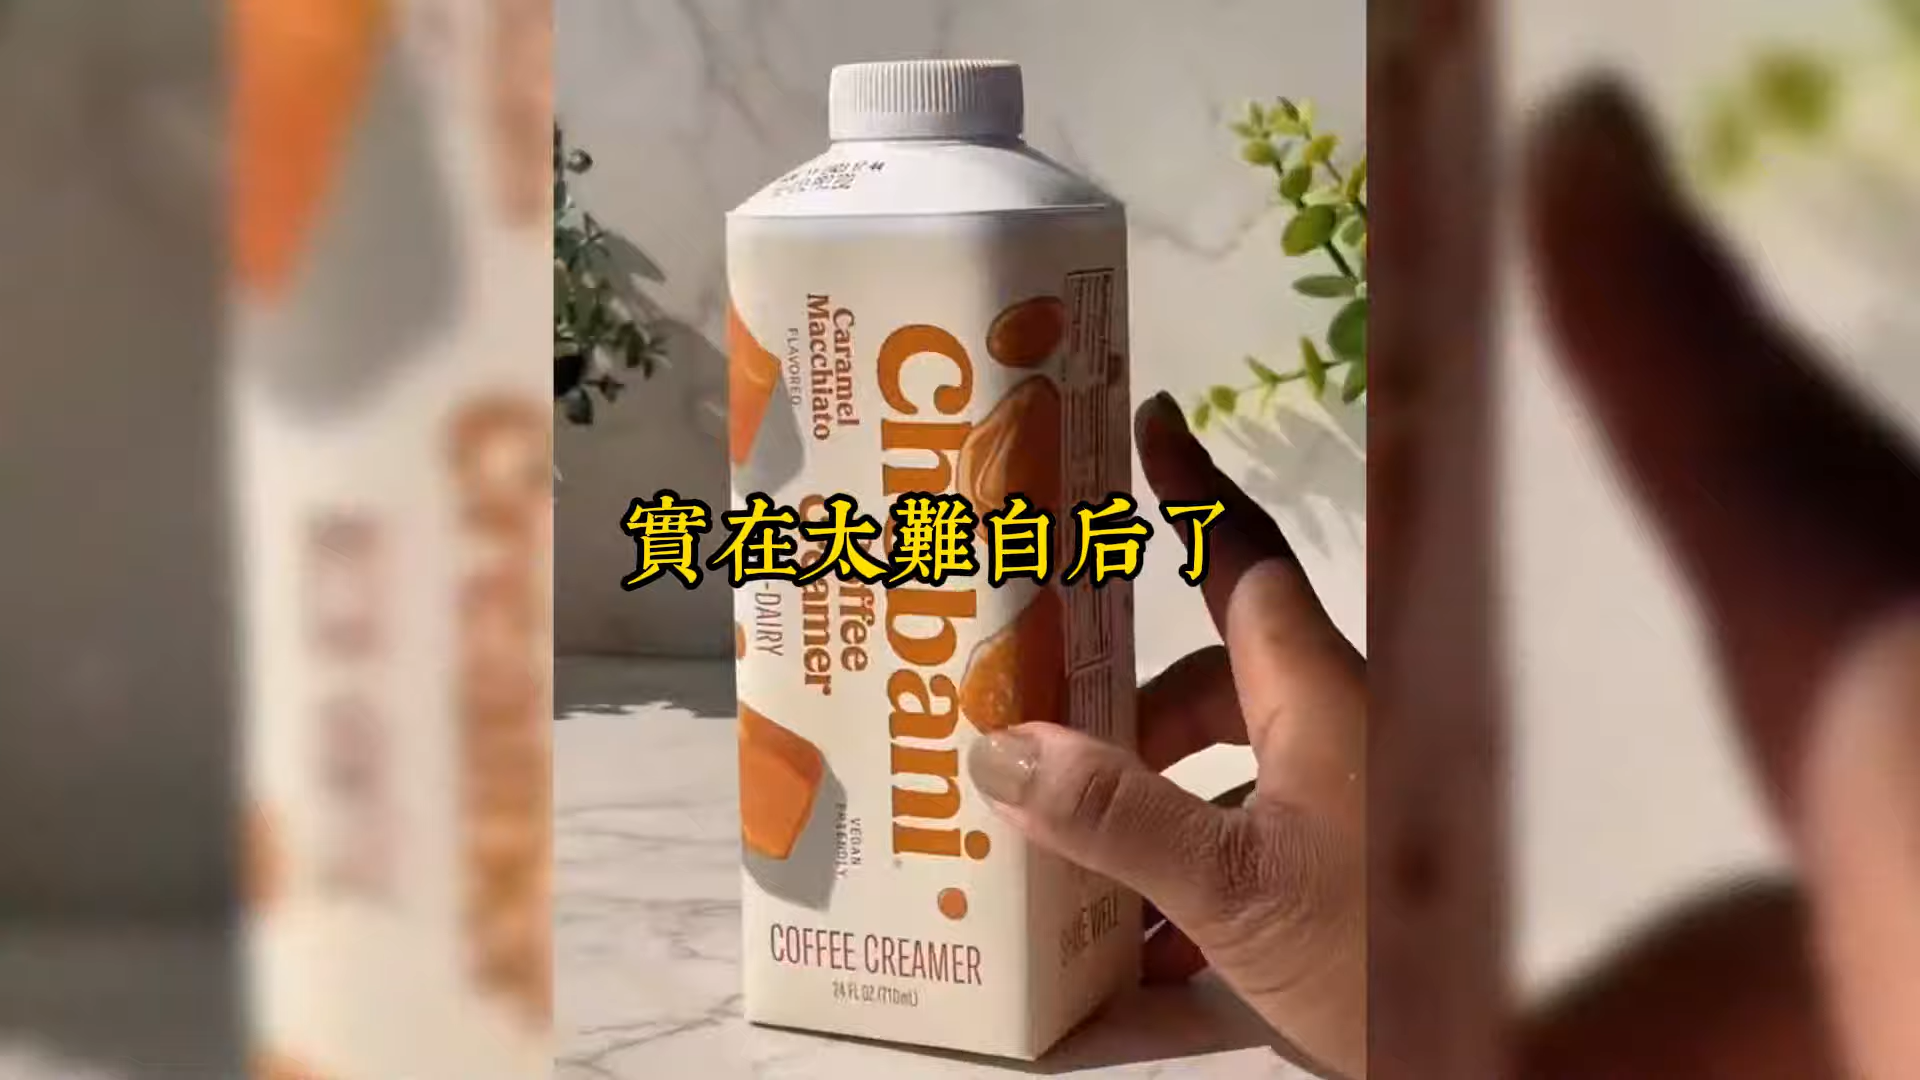 實在太難自后了
Caramel
Macchiato
FLAVORED
Chobani
Coffee
Creamer
-DAIRY
VEGAN
FRIENDLY
COFFEE CREAMER
24 FL OZ (710mL)